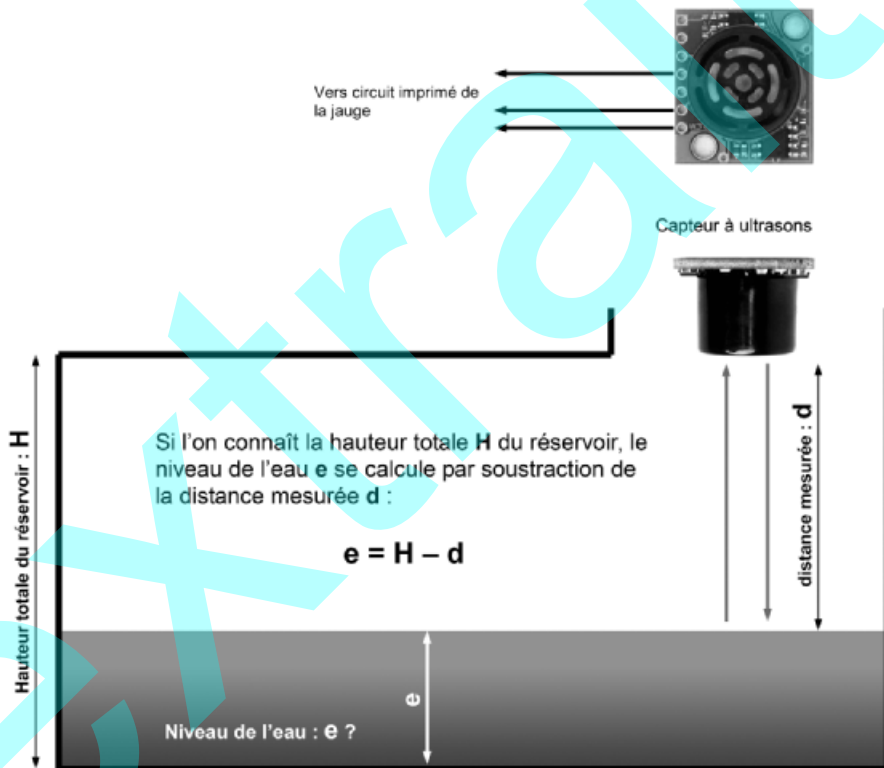 Vers circuit imprimé de
la jauge
Capteur à ultrasons
Hauteur totale du réservoir : H
Si l'on connaît la hauteur totale H du réservoir, le
niveau de l'eau e se calcule par soustraction de
la distance mesurée d :
e = H – d
distance mesurée : d
e
Niveau de l'eau : e ?
extrait